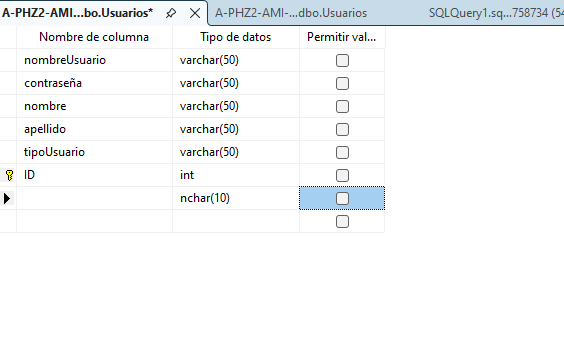 A-PHZ2-AMI...bo.Usuarios* A-PHZ2-AMI-...dbo.Usuarios SQLQuery1.sq...758734 (54
Nombre de columna Tipo de datos Permitir val...
nombreUsuario varchar(50)
contraseña varchar(50)
nombre varchar(50)
apellido varchar(50)
tipoUsuario varchar(50)
ID int
nchar(10)